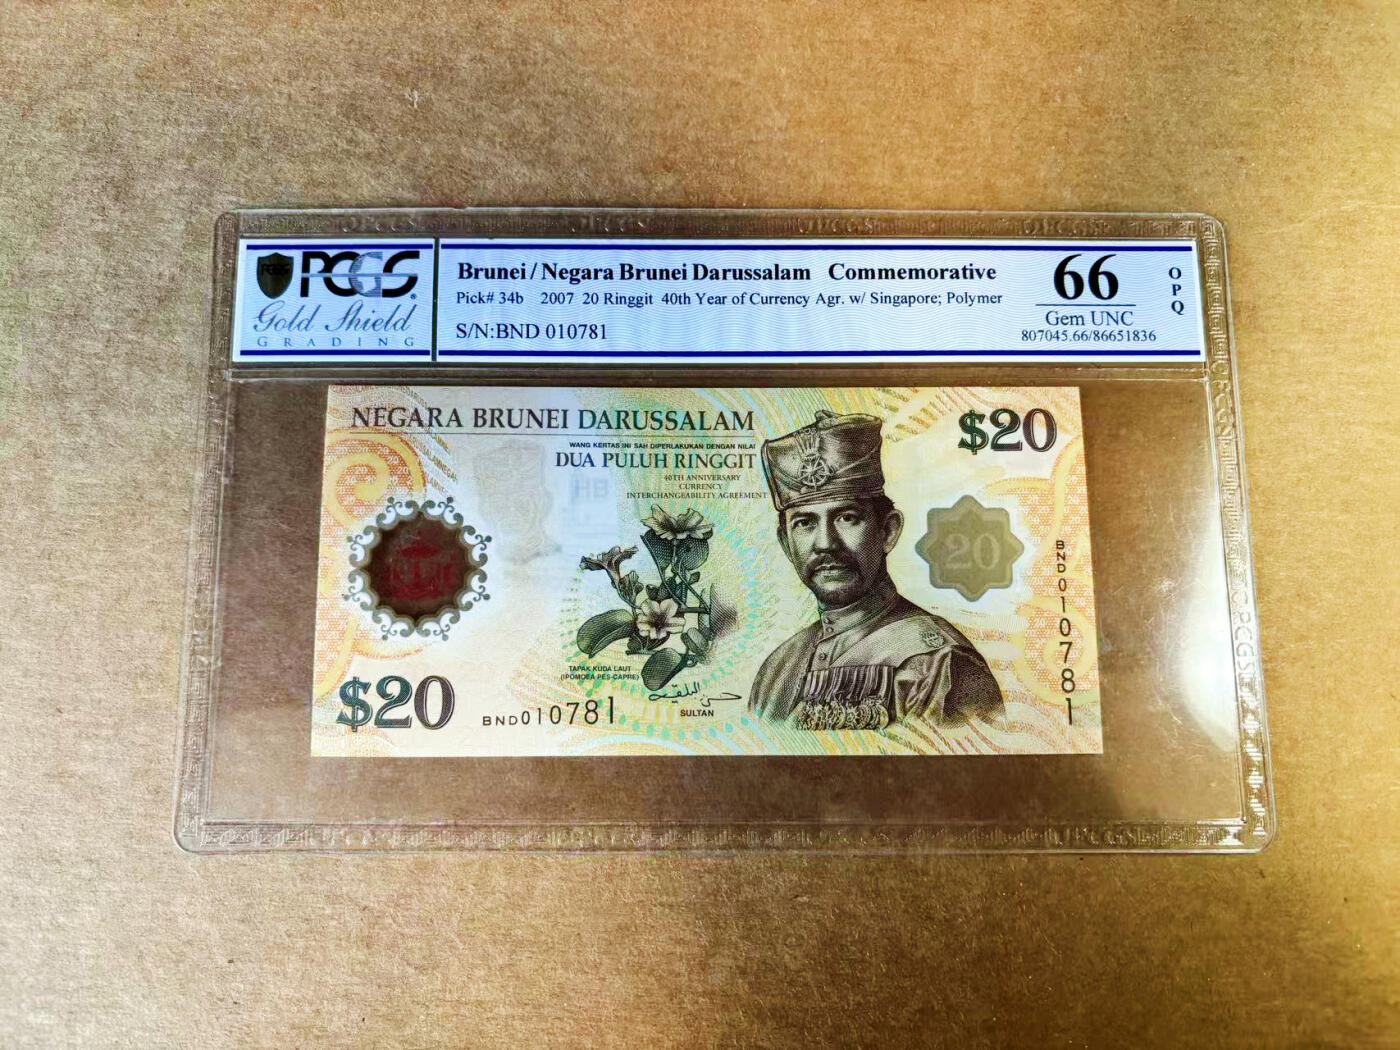 PCGS
Gold Shield
GRADING
Brunei / Negara Brunei Darussalam Commemorative
Pick# 34b 2007 20 Ringgit 40th Year of Currency Agr. w/ Singapore; Polymer
S/N:BND 010781
66
Gem UNC
807045.66/86651836
OPQ
NEGARA BRUNEI DARUSSALAM
WANG KERTAS INI SAH DIPERLAKUKAN DENGAN NILAI
DUA PULUH RINGGIT
40TH ANNIVERSARY
CURRENCY
INTERCHANGEABILITY AGREEMENT
$20
20
BND010781
TAPAK KUDA LAUT
(IPOMOEA PES-CAPRE)
SULTAN
$20
BND010781